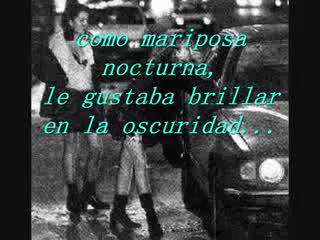 como mariposa
nocturna,
le gustaba brillar
en la oscuridad...